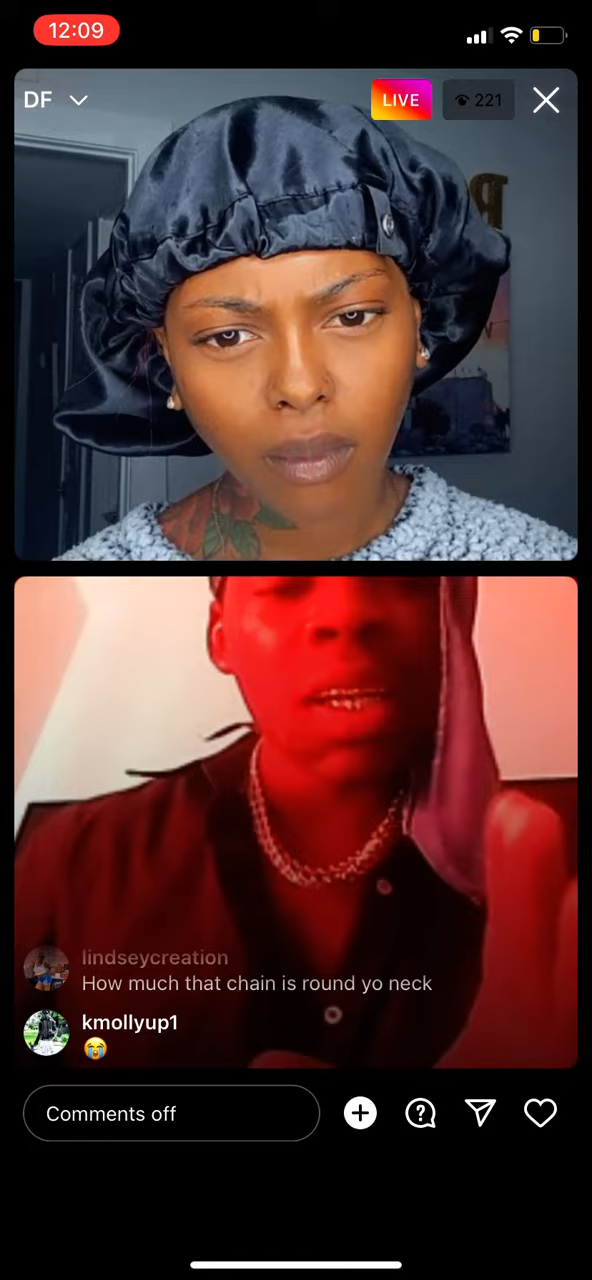 12:09
DF
LIVE
221
lindseycreation
How much that chain is round yo neck
kmollyup1
😭
Comments off